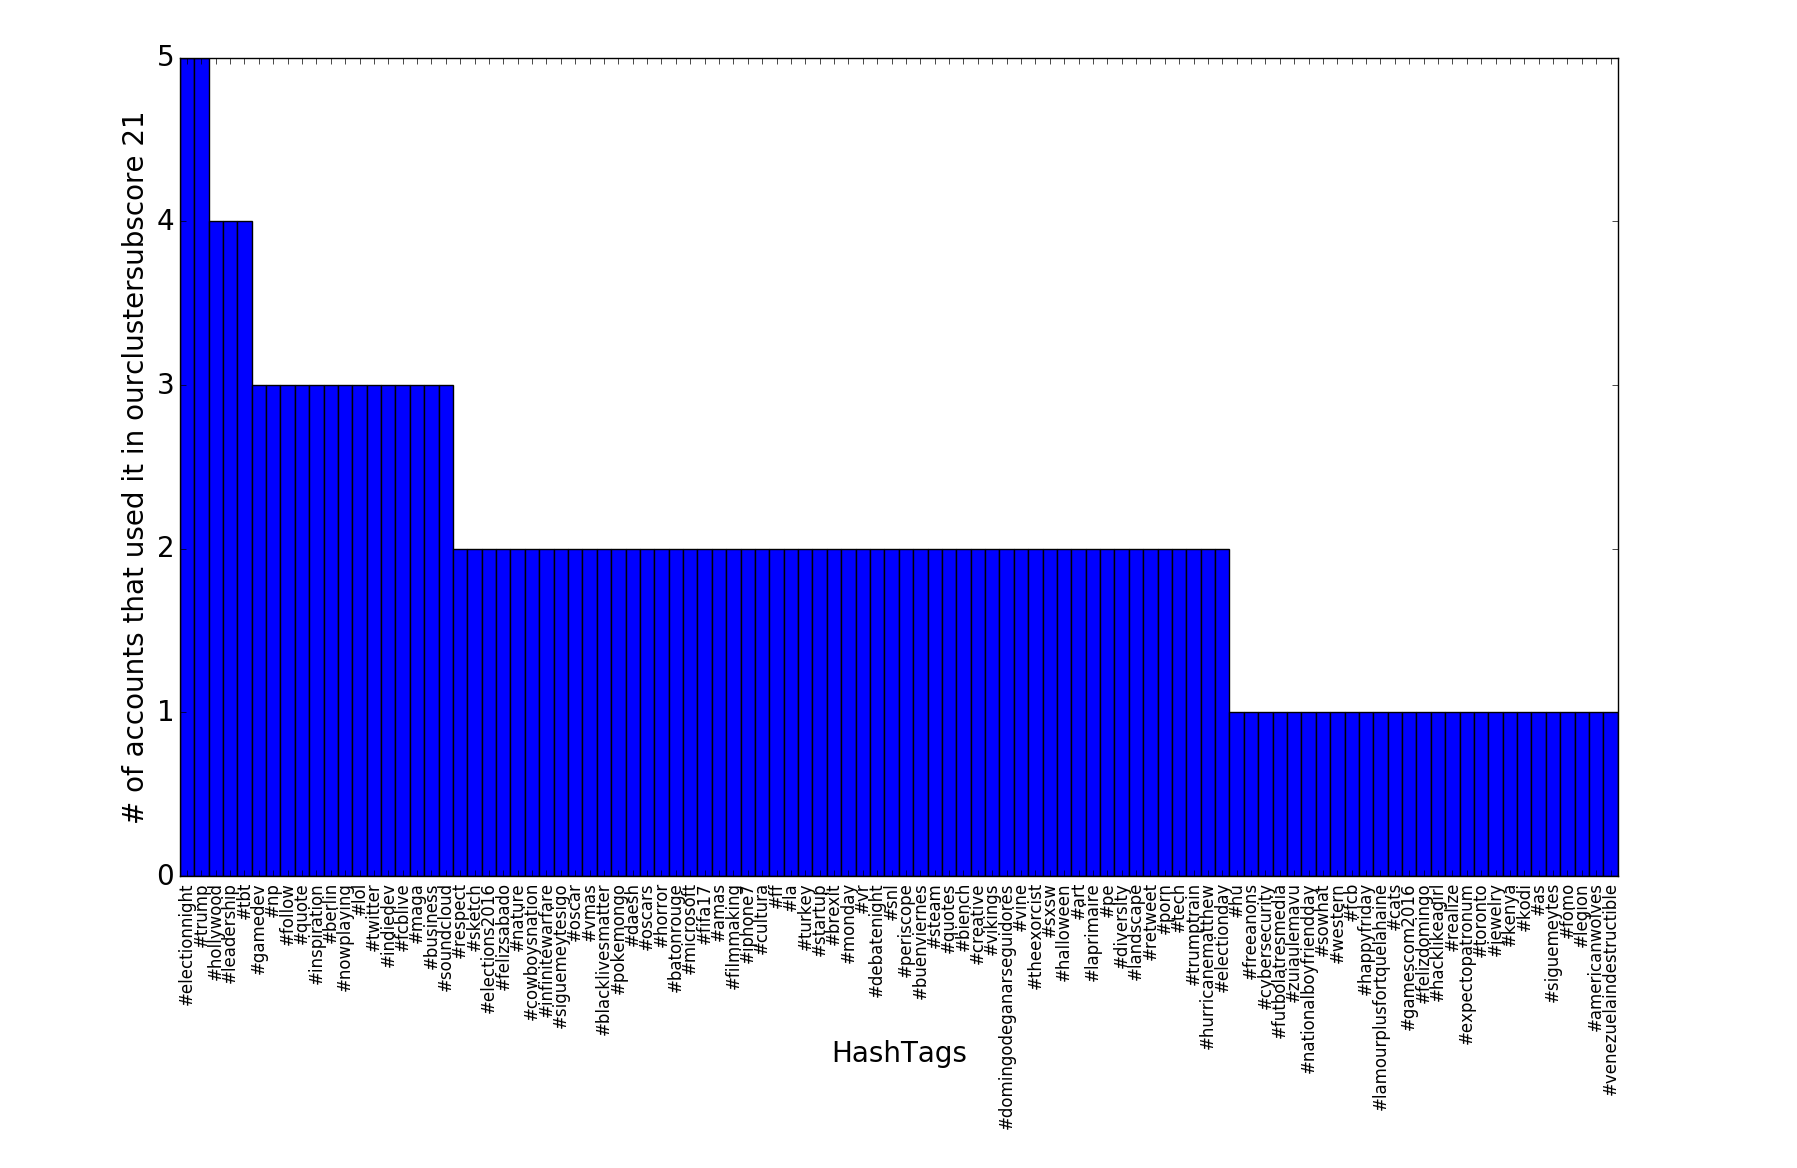 5
4
3
2
1
0
# of accounts that used it in ourclustersubscore 21
#electionnight
#trump
#hollywood
#leadership
#tbt
#gamedev
#np
#follow
#quote
#inspiration
#berlin
#nowplaying
#lol
#twitter
#indiedev
#fcblive
#maga
#business
#soundcloud
#respect
#sketch
#elections2016
#felizsabado
#nature
#cowboysnation
#infinitewarfare
#siguemeytesigo
#oscar
#vmas
#blacklivesmatter
#pokemongo
#daesh
#oscars
#horror
#batonrouge
#microsoft
#fifa17
#amas
#filmmaking
#iphone7
#cultura
#ff
#la
#turkey
#startup
#brexit
#monday
#vr
#debatenight
#snl
#periscope
#buenviernes
#steam
#quotes
#biench
#creative
#vikings
#domingodeganarseguidores
#vine
#theexorcist
#sxsw
#halloween
#art
#laprimaire
#pe
#diversity
#landscape
#retweet
#porn
#tech
#trumptrain
#hurricanematthew
#electionday
#hu
#freeanons
#cybersecurity
#futbolatresmedia
#zuiaulemavu
#nationalboyfriendday
#sowhat
#western
#fcb
#happyfriday
#lamourplusfortquelahaine
#cats
#gamescom2016
#felizdomingo
#hacklikeagirl
#realize
#expectopatronum
#toronto
#jewelry
#kenya
#kodi
#as
#siguemeytes
#fomo
#legion
#americanwolves
#venezuelaindestructible
HashTags